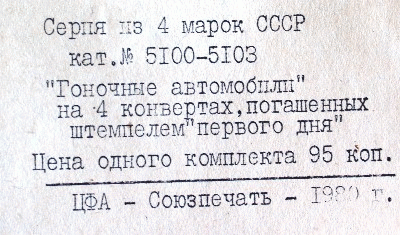 Серия из 4 марок СССР
кат.№ 5100-5103
"Гоночные автомобили"
на 4 конвертах,погашенных
штемпелем"первого дня"
Цена одного комплекта 95 коп.
ЦФА - Союзпечать - 1980 г.